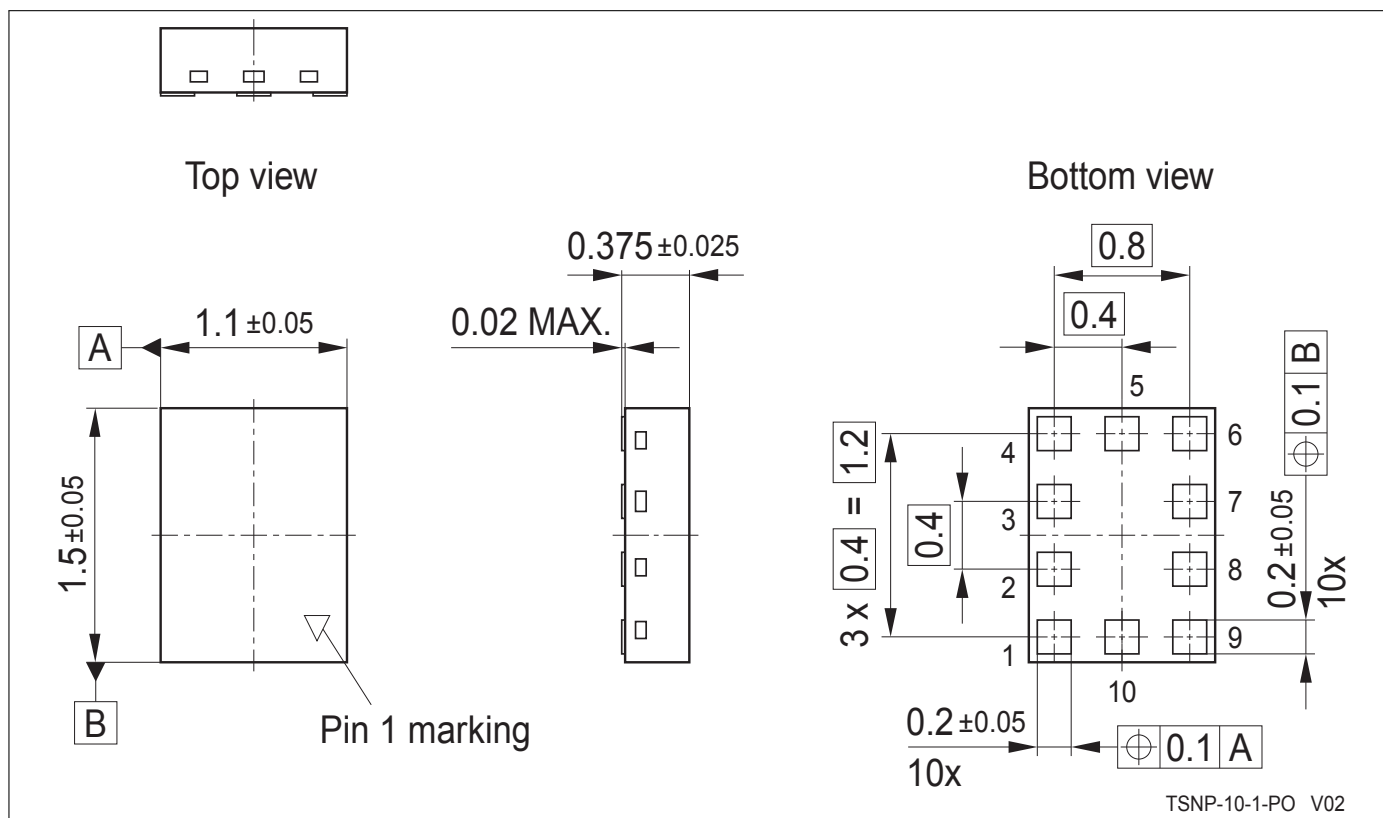 Top view
Bottom view
0.375 ±0.025
0.8
1.1 ±0.05
0.02 MAX.
0.4
A
5
⌖ 0.1 B
4
6
3 x 0.4 = 1.2
0.4
3
7
1.5 ±0.05
2
8
0.2 ±0.05
10x
1
9
10
B
Pin 1 marking
0.2 ±0.05
10x
⌖ 0.1 A
TSNP-10-1-PO V02